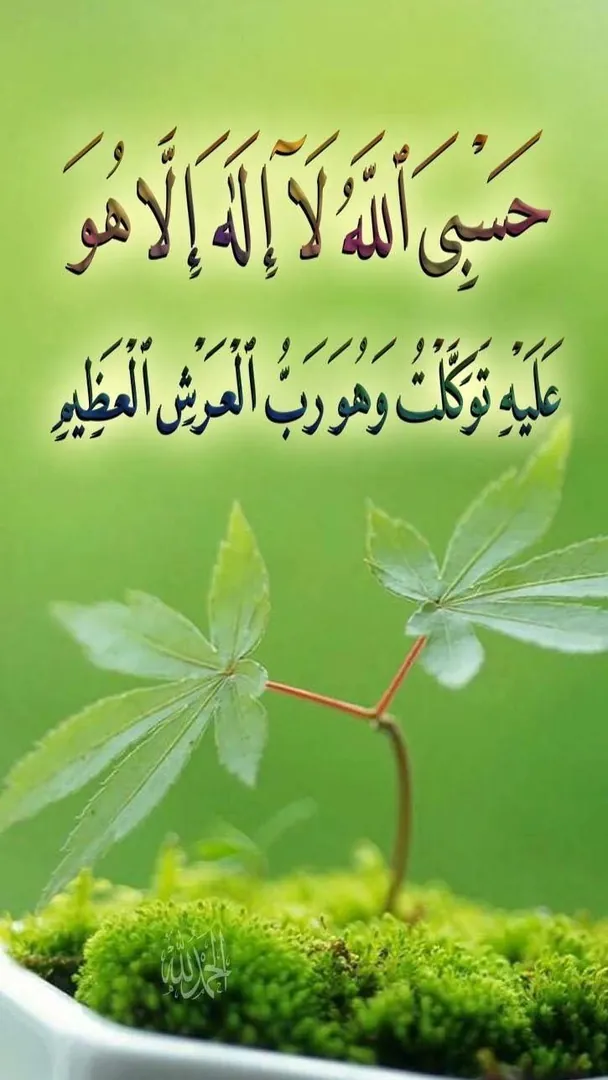 حَسْبِىَ ٱللَّهُ لَآ إِلَٰهَ إِلَّا هُوَ
عَلَيْهِ تَوَكَّلْتُ وَهُوَ رَبُّ ٱلْعَرْشِ ٱلْعَظِيمِ
الحمد لله